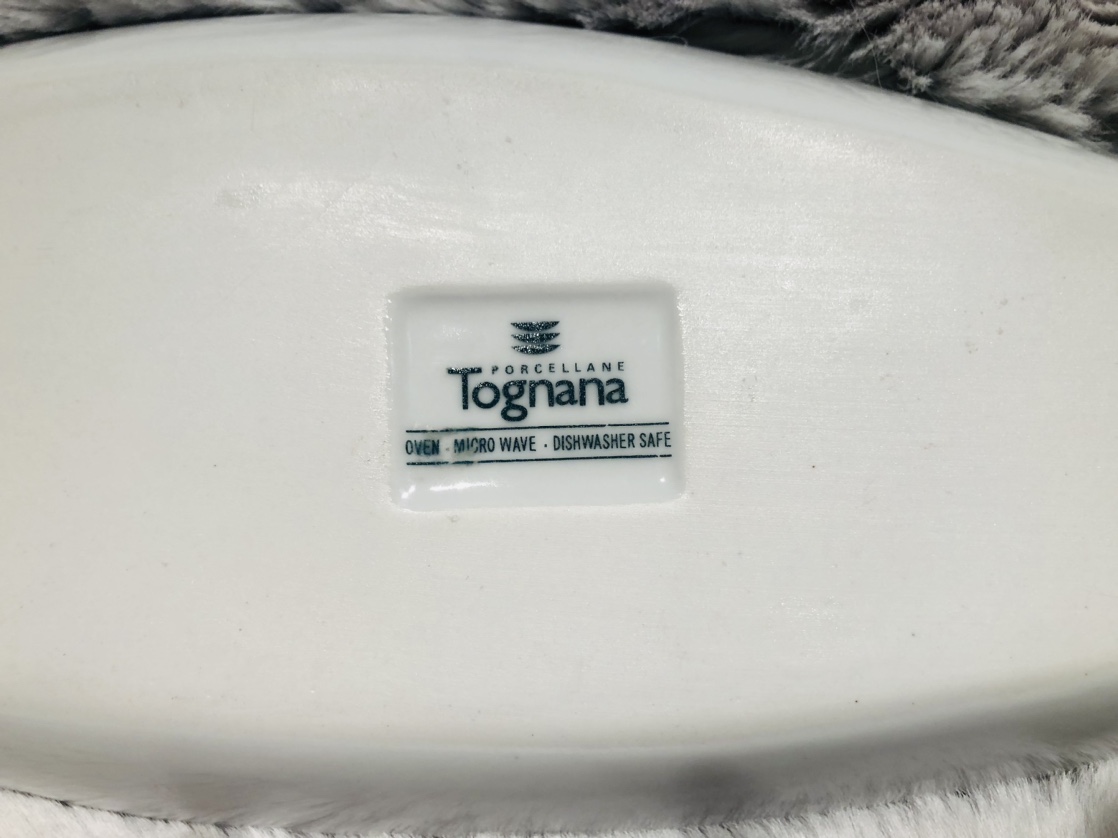 PORCELLANE
Tognana
OVEN · MICRO WAVE · DISHWASHER SAFE